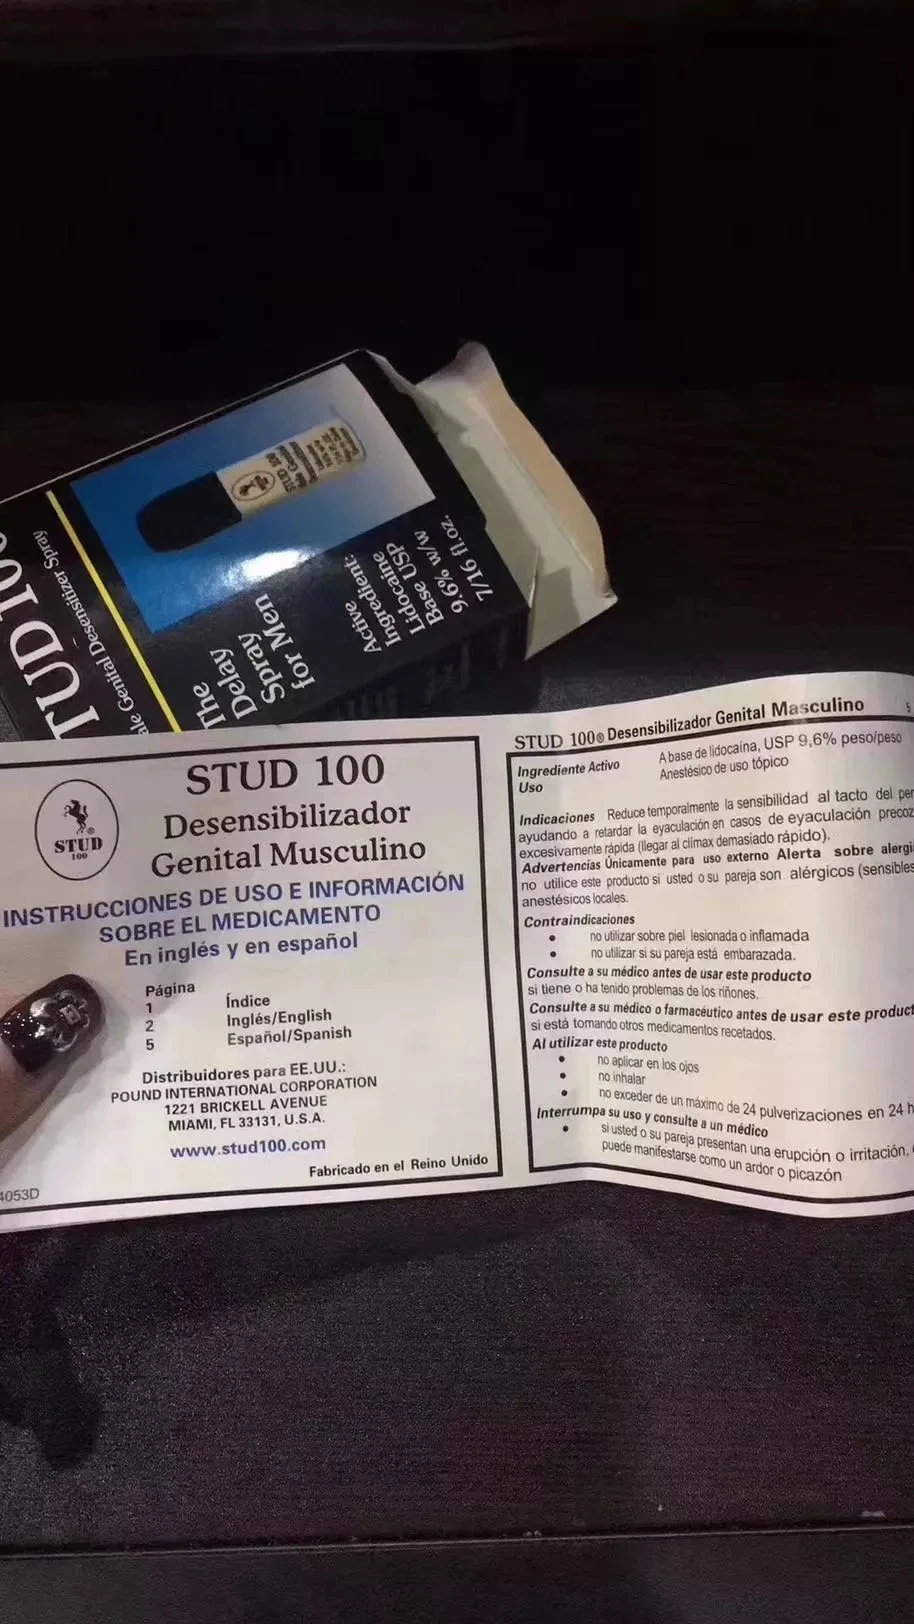 TUD 10
ale Genital Desensitizer Spray
The
Delay
Spray
for Men
Active
Ingredient:
Lidocaine
Base USP
9.6% w/w
7/16 fl.oz.
STUD 100
STUD
100
STUD 100
Desensibilizador
Genital Masculino
INSTRUCCIONES DE USO E INFORMACIÓN
SOBRE EL MEDICAMENTO
En inglés y en español
Página
Índice
1
Inglés/English
2
Español/Spanish
5
Distribuidores para EE.UU.:
POUND INTERNATIONAL CORPORATION
1221 BRICKELL AVENUE
MIAMI, FL 33131, U.S.A.
www.stud100.com
Fabricado en el Reino Unido
4053D
STUD 100® Desensibilizador Genital Masculino 5
Ingrediente Activo A base de lidocaína, USP 9,6% peso/peso
Uso Anestésico de uso tópico
Indicaciones Reduce temporalmente la sensibilidad al tacto del pen
ayudando a retardar la eyaculación en casos de eyaculación precoz
excesivamente rápida (llegar al clímax demasiado rápido).
Advertencias Únicamente para uso externo Alerta sobre alergi
no utilice este producto si usted o su pareja son alérgicos (sensibles
anestésicos locales.
Contraindicaciones
• no utilizar sobre piel lesionada o inflamada
• no utilizar si su pareja está embarazada.
Consulte a su médico antes de usar este producto
si tiene o ha tenido problemas de los riñones.
Consulte a su médico o farmacéutico antes de usar este product
si está tomando otros medicamentos recetados.
Al utilizar este producto
• no aplicar en los ojos
• no inhalar
• no exceder de un máximo de 24 pulverizaciones en 24 h
Interrumpa su uso y consulte a un médico
• si usted o su pareja presentan una erupción o irritación,
puede manifestarse como un ardor o picazón